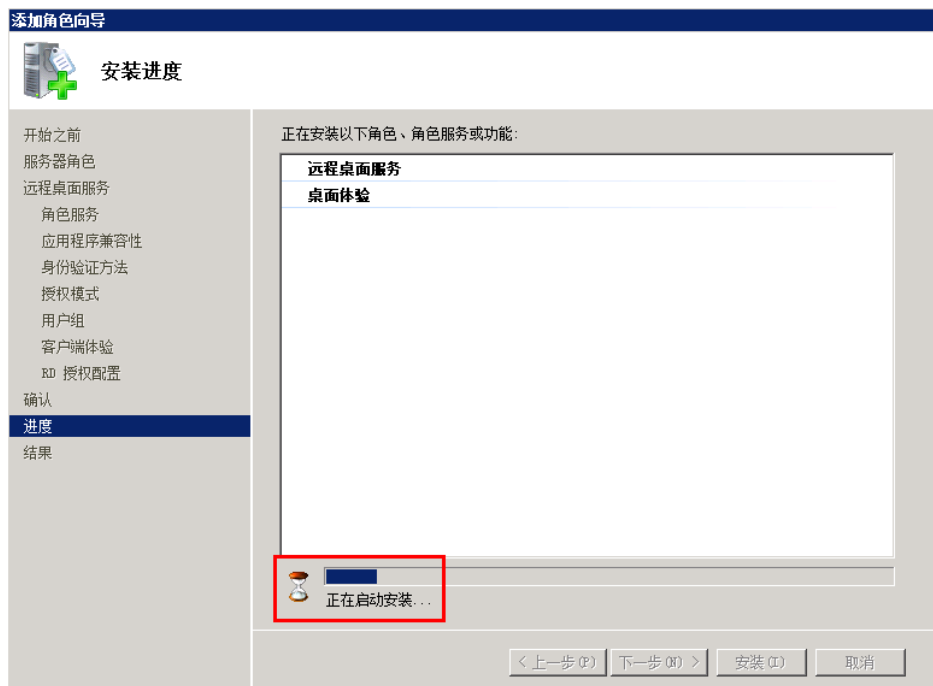 添加角色向导
安装进度
开始之前
服务器角色
远程桌面服务
角色服务
应用程序兼容性
身份验证方法
授权模式
用户组
客户端体验
RD 授权配置
确认
进度
结果
正在安装以下角色、角色服务或功能:
远程桌面服务
桌面体验
正在启动安装...
< 上一步(P) 下一步(N) > 安装(I) 取消